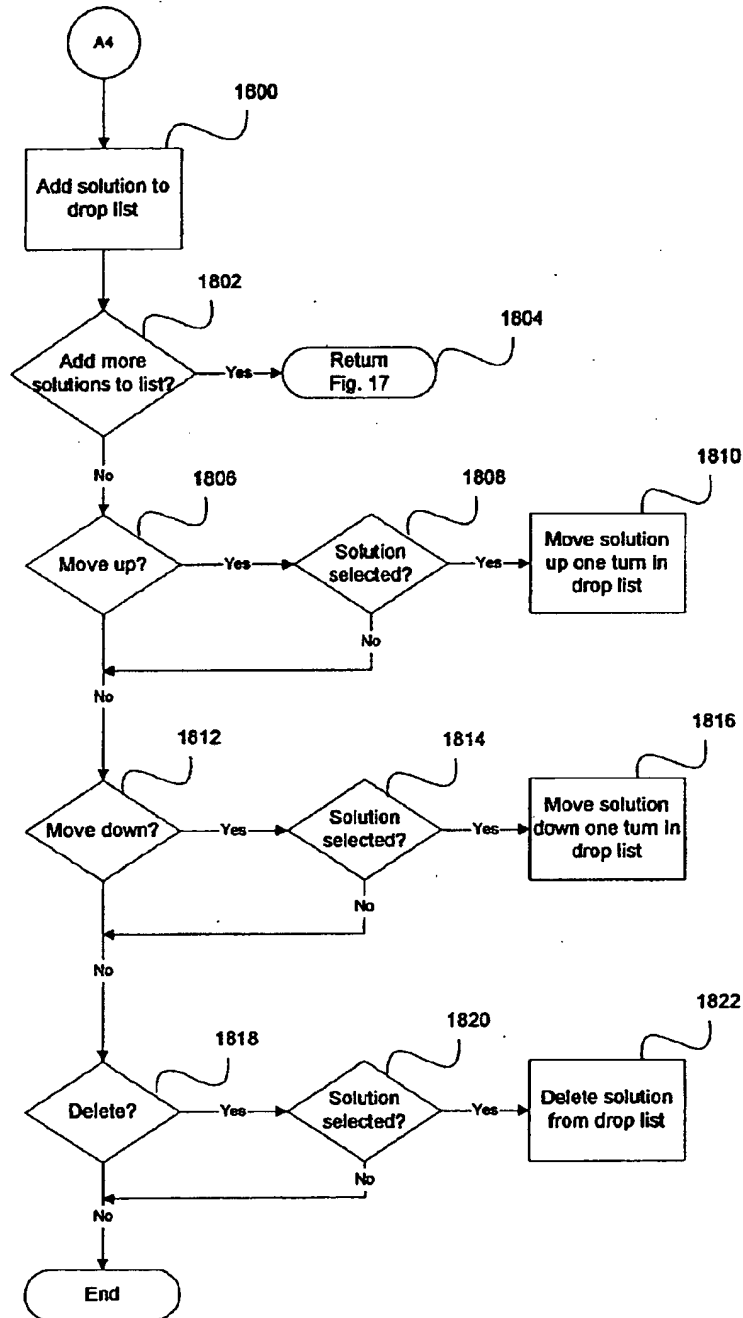 A4
1800
Add solution to
drop list
1802
Add more
solutions to list?
Yes
Return
Fig. 17
1804
No
1806
Move up?
Yes
1808
Solution
selected?
Yes
1810
Move solution
up one turn in
drop list
No
No
1812
Move down?
Yes
1814
Solution
selected?
Yes
1816
Move solution
down one turn in
drop list
No
No
1818
Delete?
Yes
1820
Solution
selected?
Yes
1822
Delete solution
from drop list
No
No
End